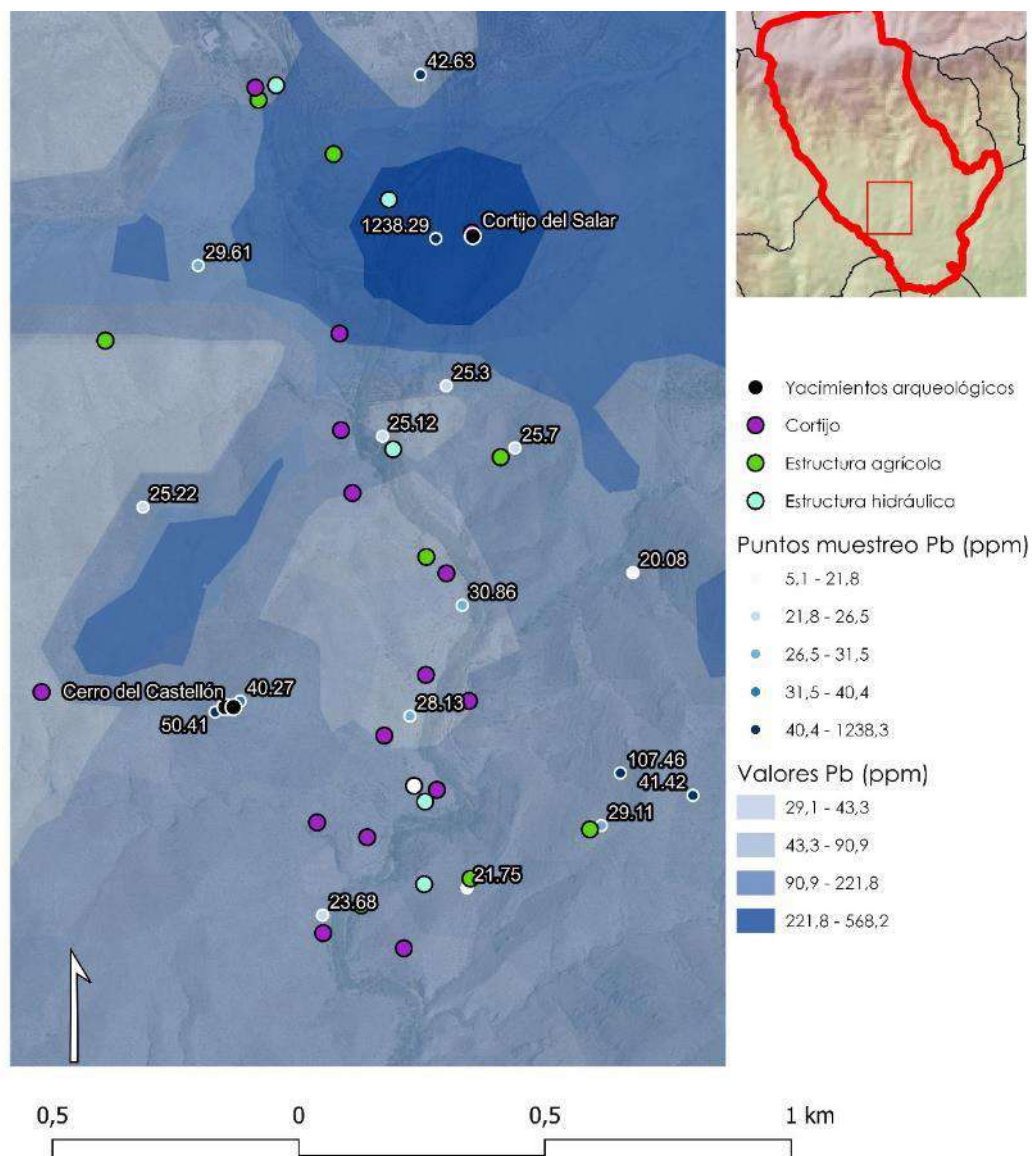 42.63
1238.29
Cortijo del Salar
29.61
25.3
25.12
25.7
25.22
20.08
30.86
Cerro del Castellón
40.27
50.41
28.13
107.46
41.42
29.11
21.75
23.68
Yacimientos arqueológicos
Cortijo
Estructura agrícola
Estructura hidráulica
Puntos muestreo Pb (ppm)
5,1 - 21,8
21,8 - 26,5
26,5 - 31,5
31,5 - 40,4
40,4 - 1238,3
Valores Pb (ppm)
29,1 - 43,3
43,3 - 90,9
90,9 - 221,8
221,8 - 568,2
0,5 0 0,5 1 km